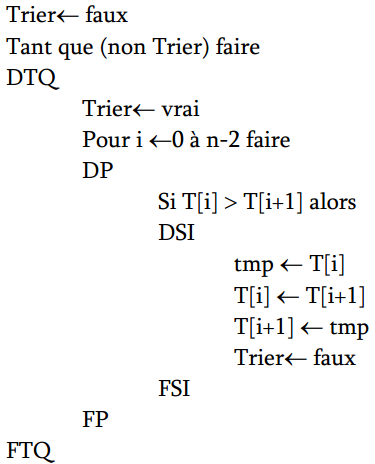 Trier← faux
Tant que (non Trier) faire
DTQ
Trier← vrai
Pour i ←0 à n-2 faire
DP
Si T[i] > T[i+1] alors
DSI
tmp ← T[i]
T[i] ← T[i+1]
T[i+1] ← tmp
Trier← faux
FSI
FP
FTQ